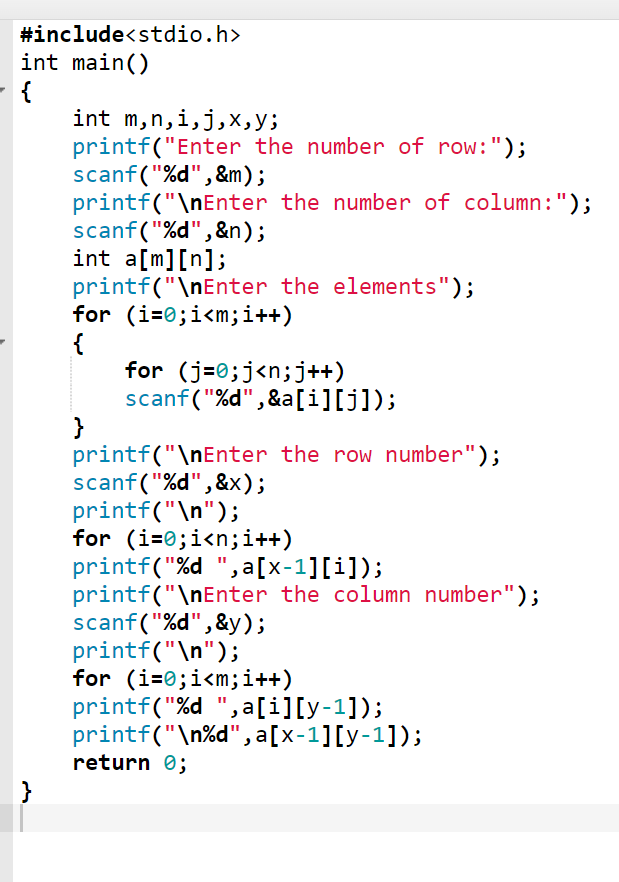 #include<stdio.h>
int main()
{
    int m,n,i,j,x,y;
    printf("Enter the number of row:");
    scanf("%d",&m);
    printf("\nEnter the number of column:");
    scanf("%d",&n);
    int a[m][n];
    printf("\nEnter the elements");
    for (i=0;i<m;i++)
    {
        for (j=0;j<n;j++)
        scanf("%d",&a[i][j]);
    }
    printf("\nEnter the row number");
    scanf("%d",&x);
    printf("\n");
    for (i=0;i<n;i++)
    printf("%d ",a[x-1][i]);
    printf("\nEnter the column number");
    scanf("%d",&y);
    printf("\n");
    for (i=0;i<m;i++)
    printf("%d ",a[i][y-1]);
    printf("\n%d",a[x-1][y-1]);
    return 0;
}